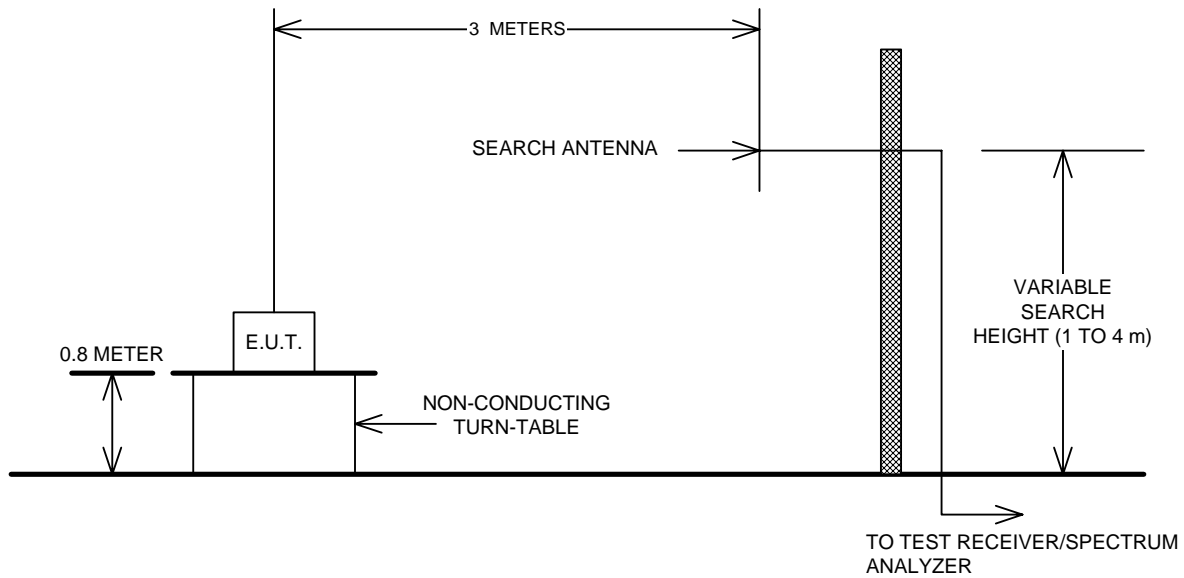 3 METERS
SEARCH ANTENNA
VARIABLE
SEARCH
HEIGHT (1 TO 4 m)
E.U.T.
0.8 METER
NON-CONDUCTING
TURN-TABLE
TO TEST RECEIVER/SPECTRUM
ANALYZER